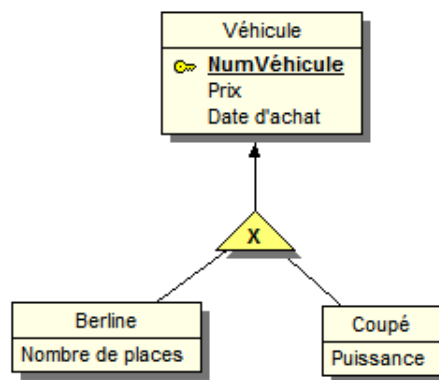 Véhicule
NumVéhicule
Prix
Date d'achat
X
Berline
Nombre de places
Coupé
Puissance